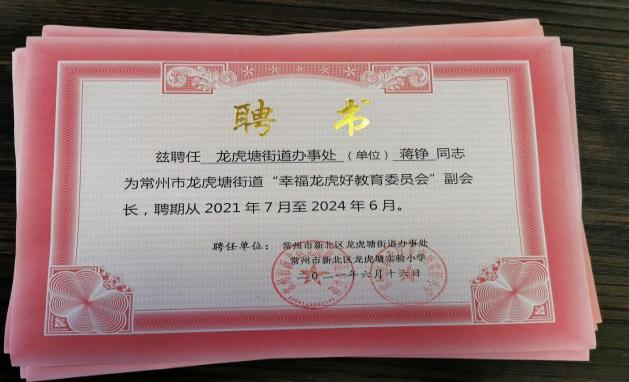 聘 书
兹聘任 龙虎塘街道办事处 （单位） 蒋铮 同志
为常州市龙虎塘街道“幸福龙虎好教育委员会”副会
长，聘期从 2021 年 7 月至 2024 年 6 月。
聘任单位： 常州市新北区龙虎塘街道办事处
常州市新北区龙虎塘实验小学
二〇二一年六月十六日